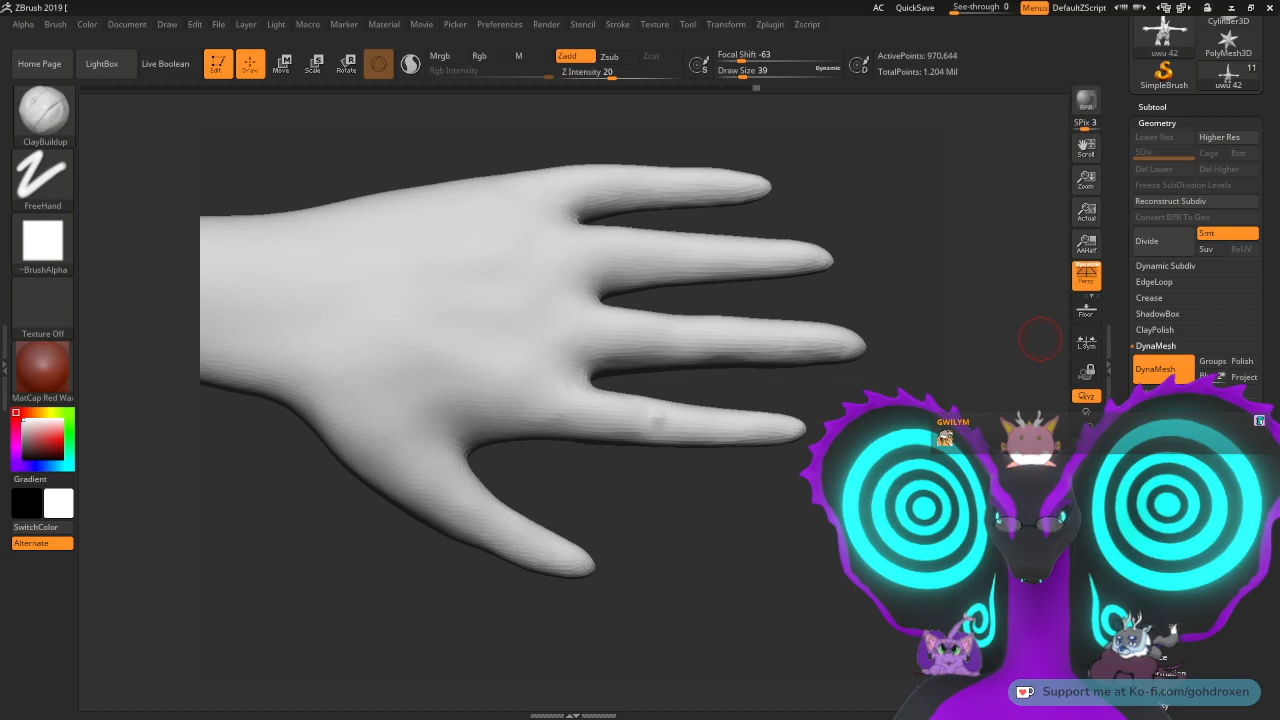 ZBrush 2019 [
AC QuickSave See-through 0 Menus DefaultZScript
Alpha Brush Color Document Draw Edit File Layer Light Macro Marker Material Movie Picker Preferences Render Stencil Stroke Texture Tool Transform Zplugin Zscript
Home Page LightBox Live Boolean Edit Draw Move Scale Rotate
Mrgb Rgb M Zadd Zsub Zcut
Rgb Intensity Z Intensity 20
Focal Shift -63
Draw Size 39 Dynamic
ActivePoints: 970.644
TotalPoints: 1.204 Mil
ClayBuildup
FreeHand
~BrushAlpha
Texture Off
MatCap Red Wa
Gradient
SwitchColor
Alternate
BPR
SPix 3
Scroll
Zoom
Actual
AAHalf
Dynamic
Persp
Floor
L.Sym
XYZ
Cylinder3D
uwu 42 PolyMesh3D
11
SimpleBrush uwu 42
Subtool
Geometry
Lower Res Higher Res
SDiv Cage Rstr
Del Lower Del Higher
Freeze SubDivision Levels
Reconstruct Subdiv
Convert BPR To Geo
Divide Smt
Suv ReUV
Dynamic Subdiv
EdgeLoop
Crease
ShadowBox
ClayPolish
DynaMesh
DynaMesh Groups Polish
Project
GWILYM
Support me at Ko-fi.com/gohdroxen